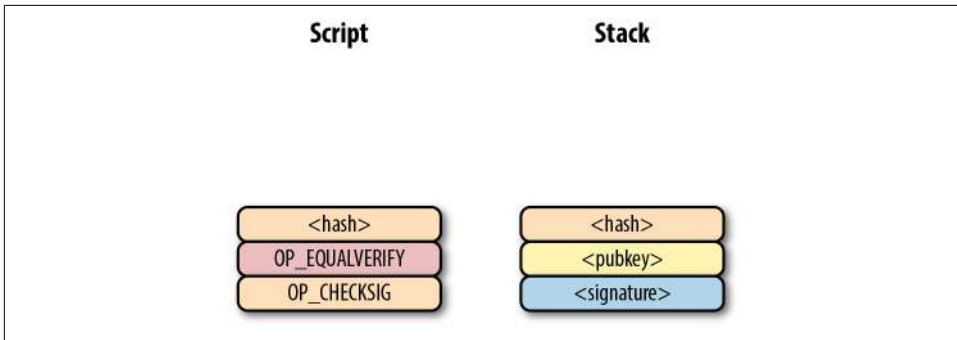 Script
Stack
<hash>
OP_EQUALVERIFY
OP_CHECKSIG
<hash>
<pubkey>
<signature>